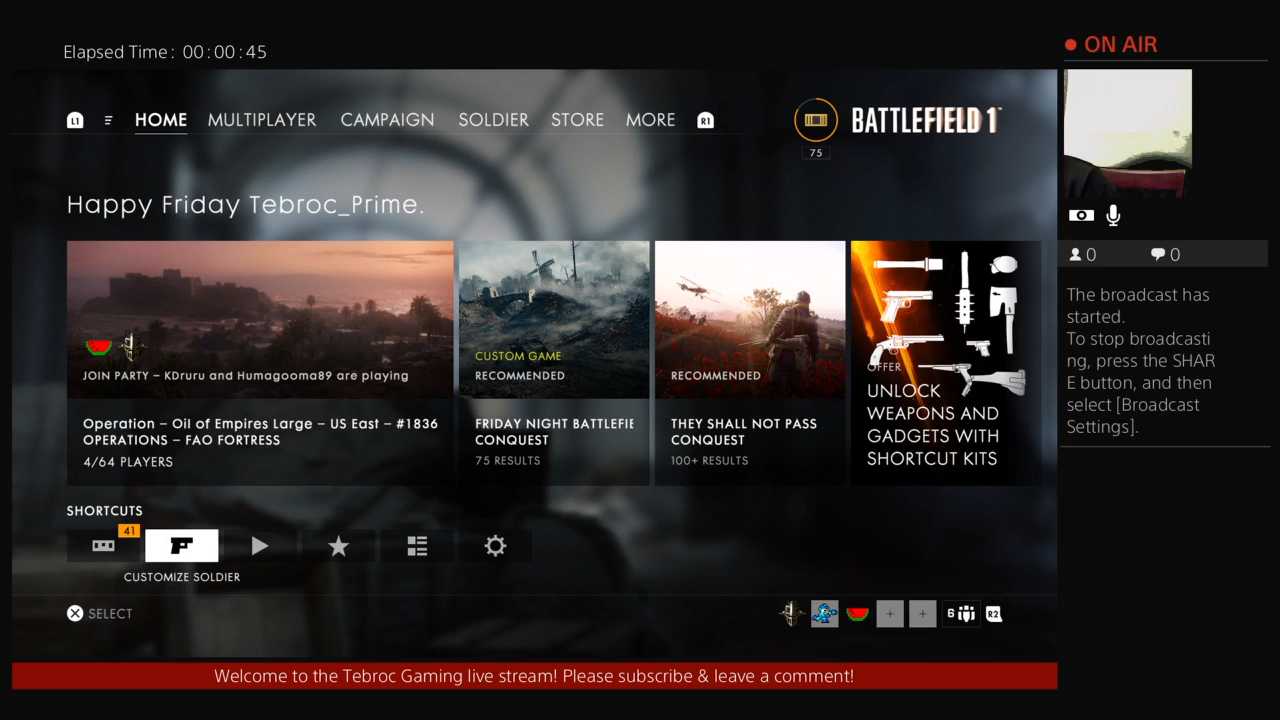 Elapsed Time: 00:00:45
ON AIR
L1
HOME MULTIPLAYER CAMPAIGN SOLDIER STORE MORE
R1
75
BATTLEFIELD 1™
Happy Friday Tebroc_Prime.
JOIN PARTY – KDruru and Humagooma89 are playing
Operation – Oil of Empires Large – US East – #1836
OPERATIONS – FAO FORTRESS
4/64 PLAYERS
CUSTOM GAME
RECOMMENDED
FRIDAY NIGHT BATTLEFIE
CONQUEST
75 RESULTS
RECOMMENDED
THEY SHALL NOT PASS
CONQUEST
100+ RESULTS
OFFER
UNLOCK
WEAPONS AND
GADGETS WITH
SHORTCUT KITS
0 0
The broadcast has
started.
To stop broadcasti
ng, press the SHAR
E button, and then
select [Broadcast
Settings].
SHORTCUTS
41
CUSTOMIZE SOLDIER
SELECT
6
R2
Welcome to the Tebroc Gaming live stream! Please subscribe & leave a comment!